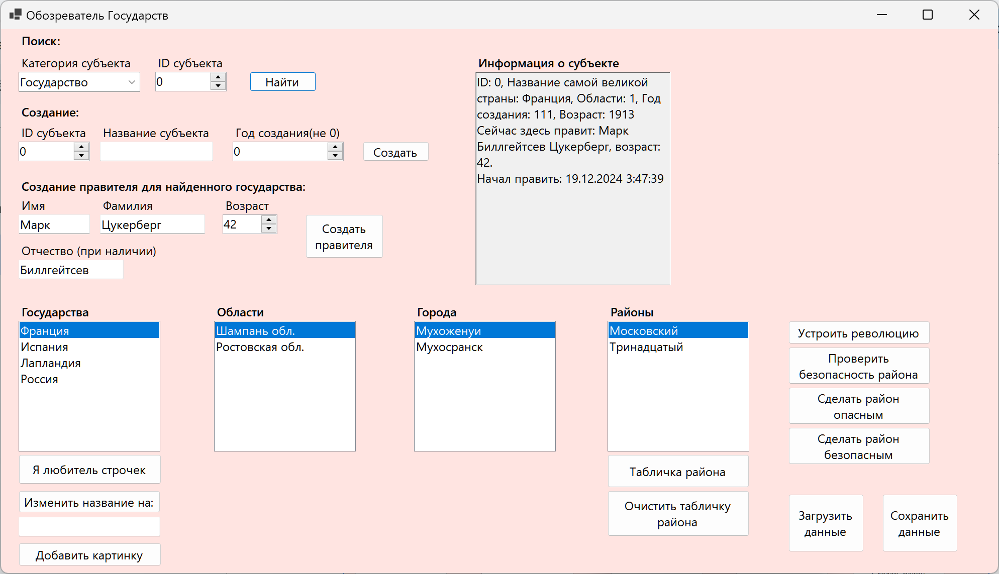 Обозреватель Государств
Поиск:
Категория субъекта
ID субъекта
Государство
0
Найти
Создание:
ID субъекта
Название субъекта
Год создания(не 0)
0
0
Создать
Создание правителя для найденного государства:
Имя
Фамилия
Возраст
Марк
Цукерберг
42
Создать
правителя
Отчество (при наличии)
Биллгейтсев
Информация о субъекте
ID: 0, Название самой великой
страны: Франция, Области: 1, Год
создания: 111, Возраст: 1913
Сейчас здесь правит: Марк
Биллгейтсев Цукерберг, возраст:
42.
Начал править: 19.12.2024 3:47:39
Государства
Франция
Испания
Лапландия
Россия
Я любитель строчек
Изменить название на:
Добавить картинку
Области
Шампань обл.
Ростовская обл.
Города
Мухоженуи
Мухосранск
Районы
Московский
Тринадцатый
Табличка района
Очистить табличку
района
Устроить революцию
Проверить
безопасность района
Сделать район
опасным
Сделать район
безопасным
Загрузить
данные
Сохранить
данные